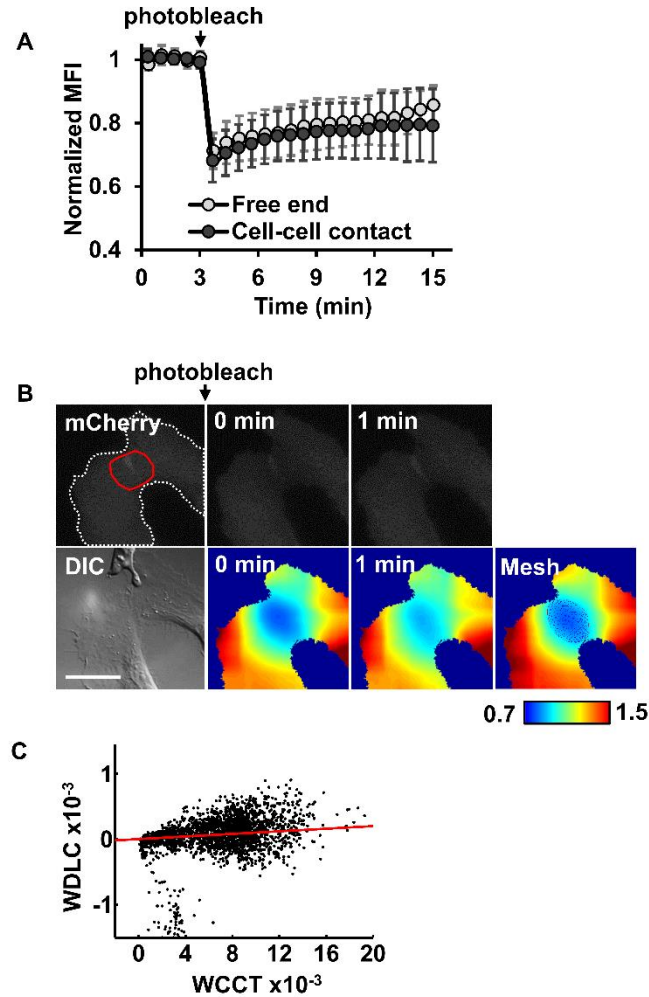 photobleach
A
1
0.8
0.6
0.4
Normalized MFI
Free end
Cell-cell contact
0 3 6 9 12 15
Time (min)
photobleach
B
mCherry 0 min 1 min
DIC 0 min 1 min Mesh
0.7 1.5
C
1
0
-1
WDLC x10⁻³
0 4 8 12 16 20
WCCT x10⁻³